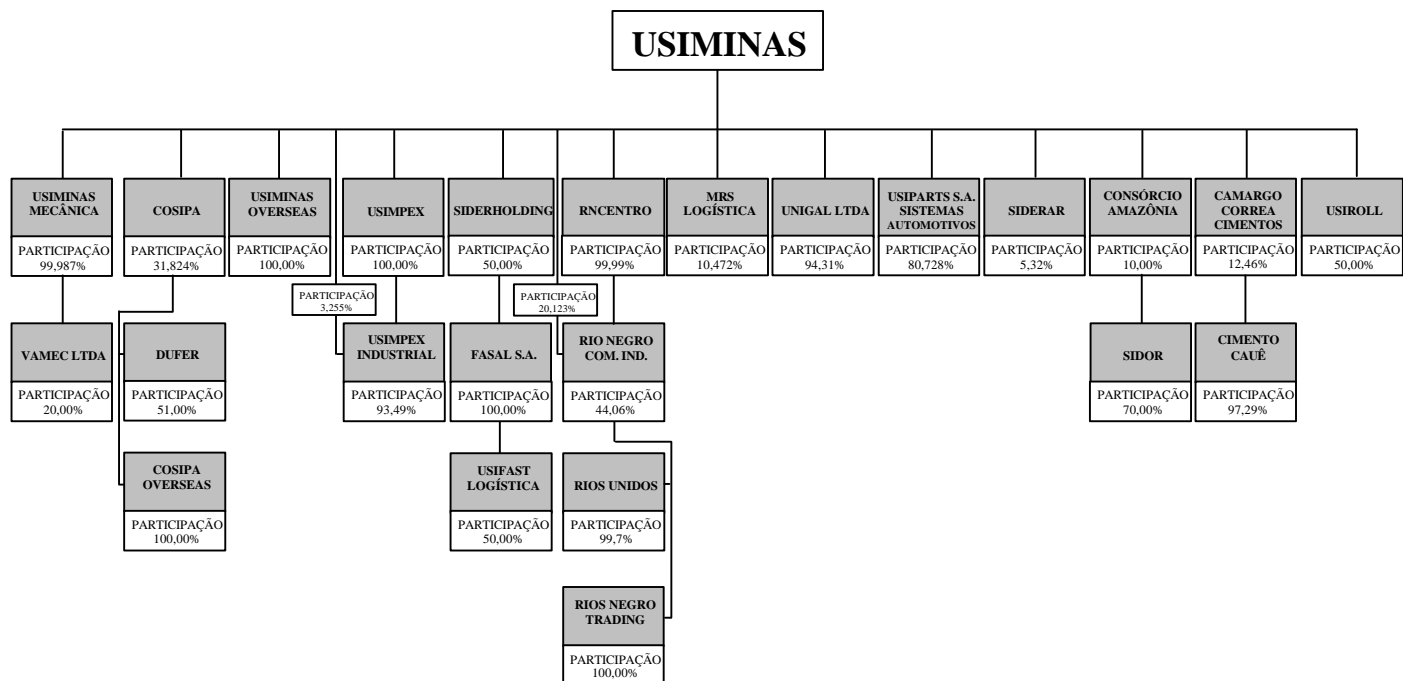 USIMINAS
USIMINAS
MECÂNICA
PARTICIPAÇÃO
99,987%
COSIPA
PARTICIPAÇÃO
31,824%
USIMINAS
OVERSEAS
PARTICIPAÇÃO
100,00%
USIMPEX
PARTICIPAÇÃO
100,00%
SIDERHOLDING
PARTICIPAÇÃO
50,00%
RNCENTRO
PARTICIPAÇÃO
99,99%
MRS
LOGÍSTICA
PARTICIPAÇÃO
10,472%
UNIGAL LTDA
PARTICIPAÇÃO
94,31%
USIPARTS S.A.
SISTEMAS
AUTOMOTIVOS
PARTICIPAÇÃO
80,728%
SIDERAR
PARTICIPAÇÃO
5,32%
CONSÓRCIO
AMAZÔNIA
PARTICIPAÇÃO
10,00%
CAMARGO
CORREA
CIMENTOS
PARTICIPAÇÃO
12,46%
USIROLL
PARTICIPAÇÃO
50,00%
PARTICIPAÇÃO
3,255%
PARTICIPAÇÃO
20,123%
VAMEC LTDA
PARTICIPAÇÃO
20,00%
DUFER
PARTICIPAÇÃO
51,00%
USIMPEX
INDUSTRIAL
PARTICIPAÇÃO
93,49%
FASAL S.A.
PARTICIPAÇÃO
100,00%
RIO NEGRO
COM. IND.
PARTICIPAÇÃO
44,06%
SIDOR
PARTICIPAÇÃO
70,00%
CIMENTO
CAUÊ
PARTICIPAÇÃO
97,29%
COSIPA
OVERSEAS
PARTICIPAÇÃO
100,00%
USIFAST
LOGÍSTICA
PARTICIPAÇÃO
50,00%
RIOS UNIDOS
PARTICIPAÇÃO
99,7%
RIOS NEGRO
TRADING
PARTICIPAÇÃO
100,00%